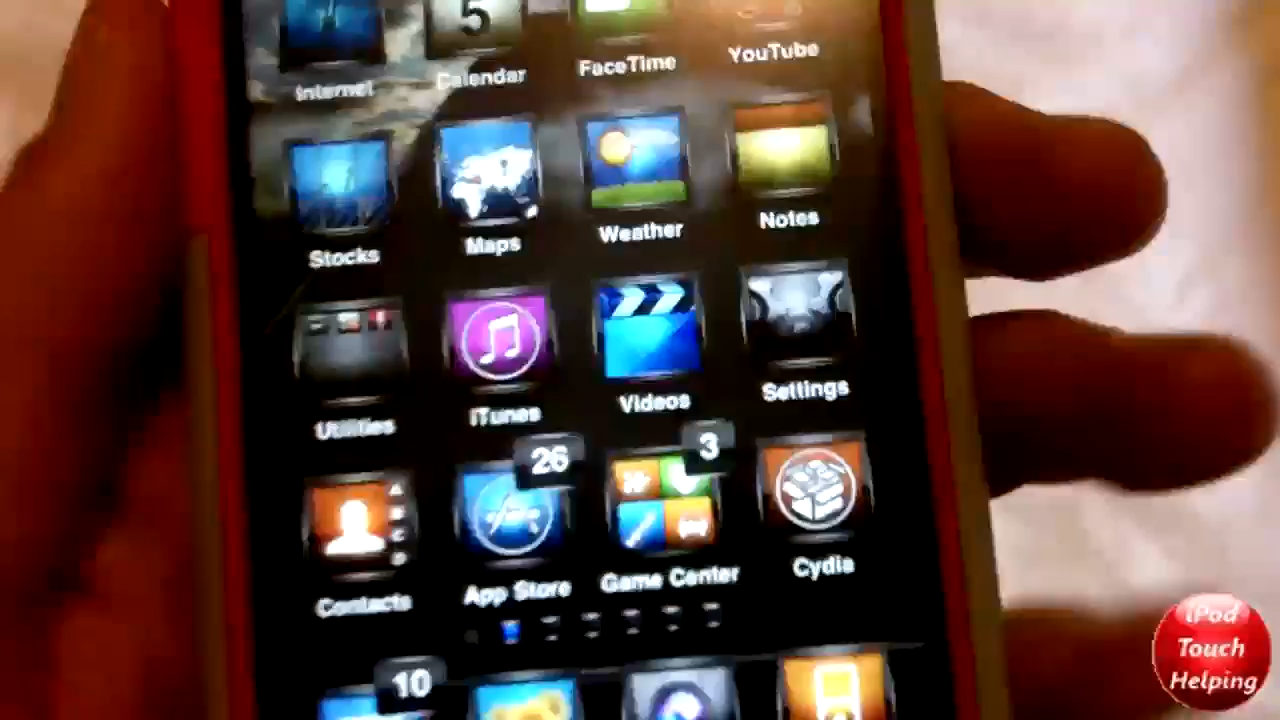 5
Internet
Calendar
FaceTime
YouTube
Stocks
Maps
Weather
Notes
Utilities
iTunes
Videos
Settings
26
3
A
B
C
D
Contacts
App Store
Game Center
Cydia
10
iPod
Touch
Helping